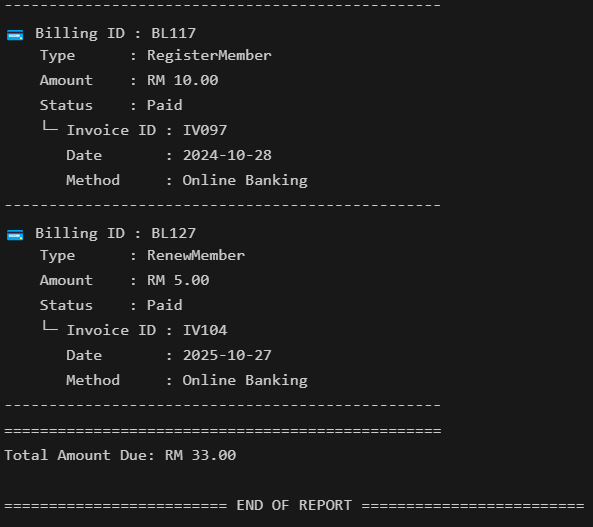 -------------------------------------------------
💳 Billing ID : BL117
    Type      : RegisterMember
    Amount    : RM 10.00
    Status    : Paid
    └─ Invoice ID : IV097
       Date       : 2024-10-28
       Method     : Online Banking
-------------------------------------------------
💳 Billing ID : BL127
    Type      : RenewMember
    Amount    : RM 5.00
    Status    : Paid
    └─ Invoice ID : IV104
       Date       : 2025-10-27
       Method     : Online Banking
-------------------------------------------------
=================================================
Total Amount Due: RM 33.00
========================= END OF REPORT =========================